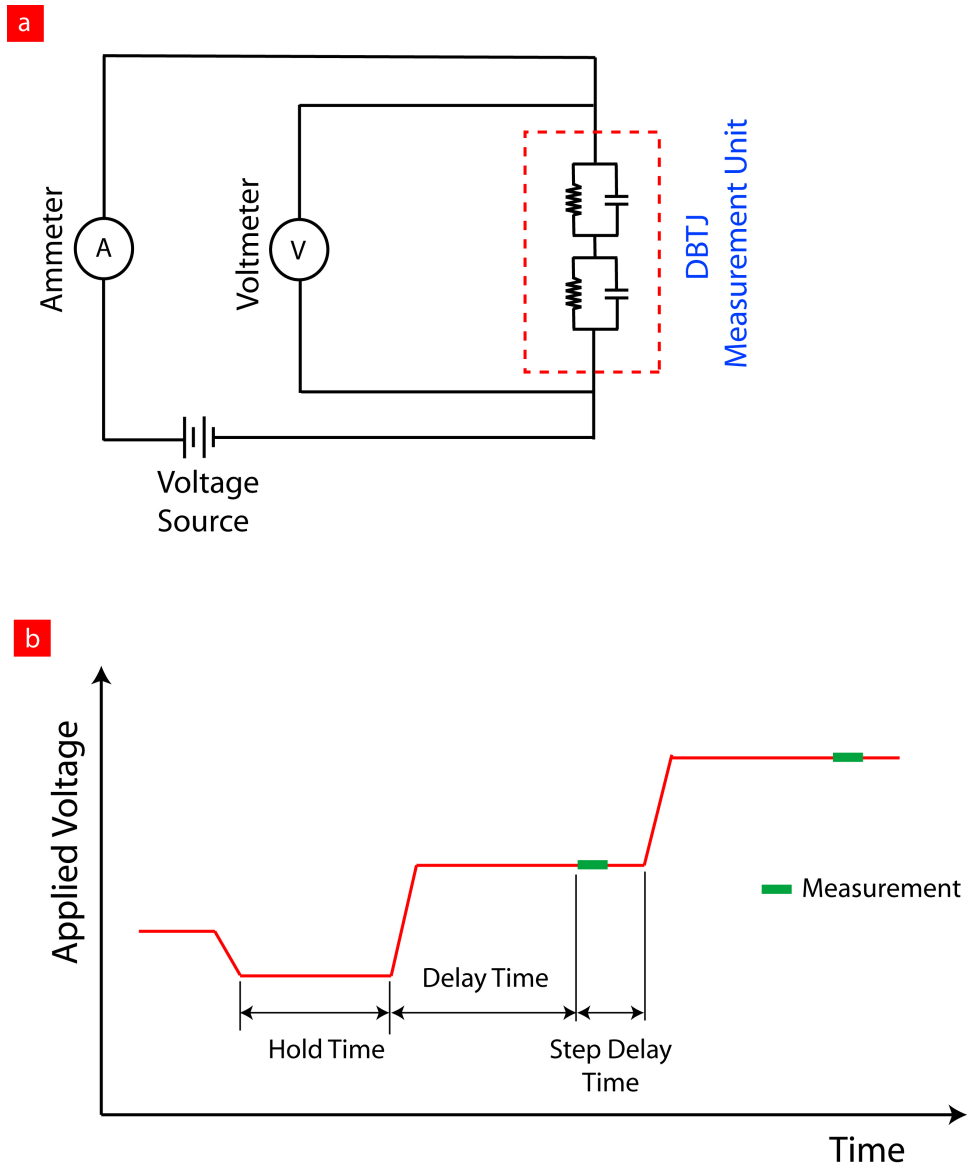 a
Ammeter
A
Voltmeter
V
DBTJ
Measurement Unit
Voltage
Source
b
Applied Voltage
Measurement
Delay Time
Hold Time
Step Delay
Time
Time